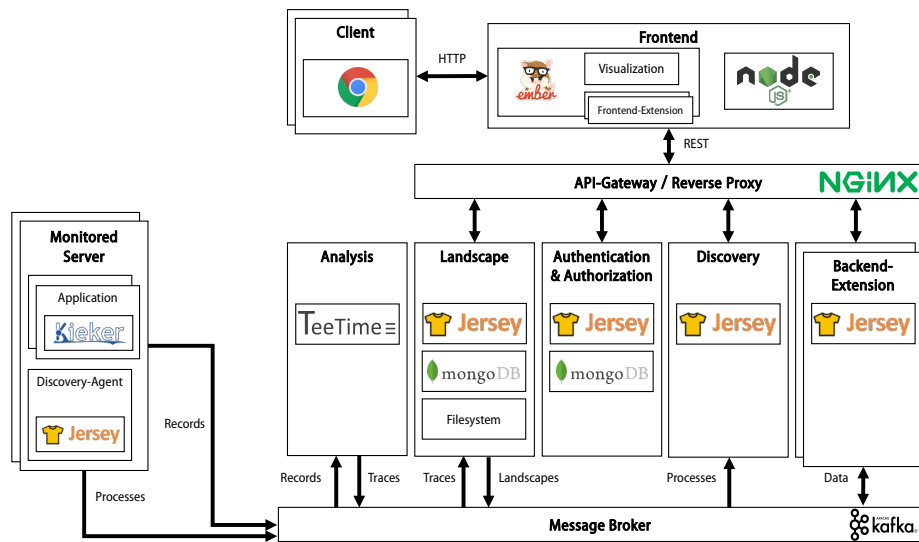 Client
HTTP
Frontend
ember
Visualization
Frontend-Extension
node
JS
REST
API-Gateway / Reverse Proxy
NGiNX
Monitored
Server
Application
Kieker
Discovery-Agent
Jersey
Records
Processes
Analysis
TeeTime
Landscape
Jersey
mongoDB
Filesystem
Authentication
& Authorization
Jersey
mongoDB
Discovery
Jersey
Backend-
Extension
Jersey
Records
Traces
Traces
Landscapes
Processes
Data
Message Broker
APACHE
kafka